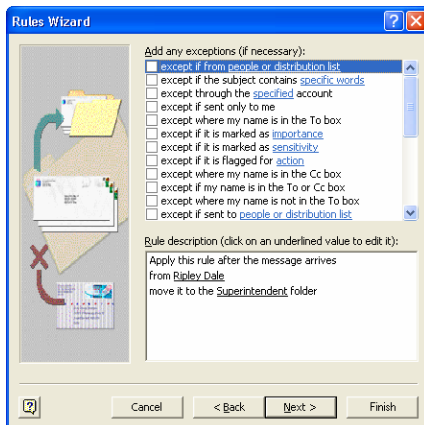 Rules Wizard
Add any exceptions (if necessary):
except if from people or distribution list
except if the subject contains specific words
except through the specified account
except if sent only to me
except where my name is in the To box
except if it is marked as importance
except if it is marked as sensitivity
except if it is flagged for action
except where my name is in the Cc box
except if my name is in the To or Cc box
except where my name is not in the To box
except if sent to people or distribution list
Rule description (click on an underlined value to edit it):
Apply this rule after the message arrives
from Ripley Dale
move it to the Superintendent folder
Cancel
< Back
Next >
Finish